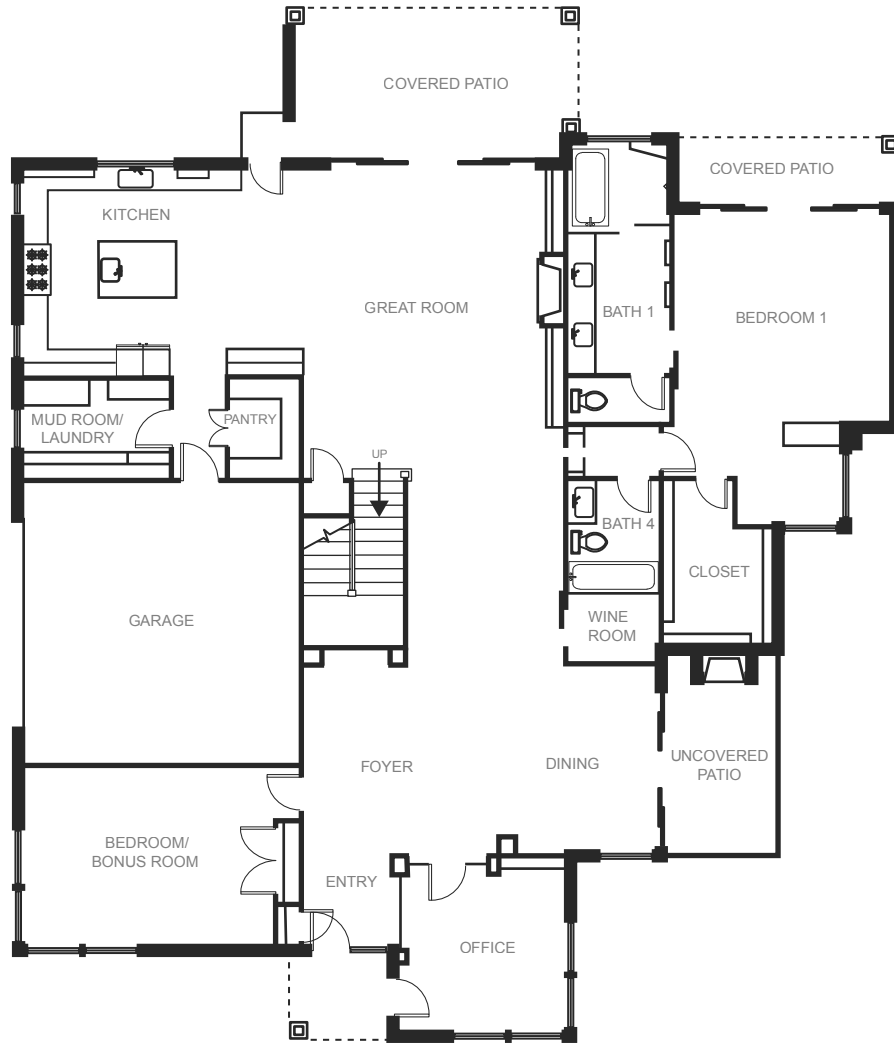 COVERED PATIO
COVERED PATIO
KITCHEN
GREAT ROOM
BATH 1
BEDROOM 1
MUD ROOM/
LAUNDRY
PANTRY
UP
BATH 4
CLOSET
GARAGE
WINE
ROOM
FOYER
DINING
UNCOVERED
PATIO
BEDROOM/
BONUS ROOM
ENTRY
OFFICE